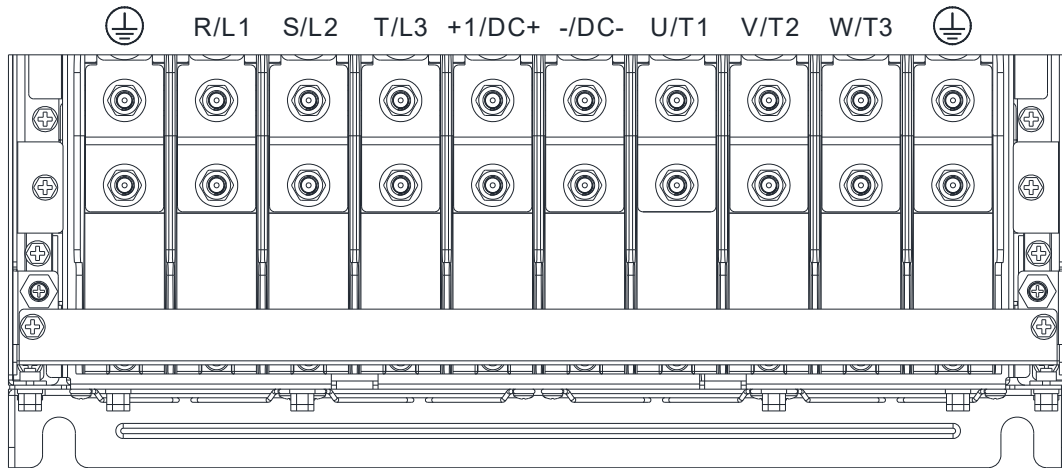 R/L1 S/L2 T/L3 +1/DC+ -/DC- U/T1 V/T2 W/T3